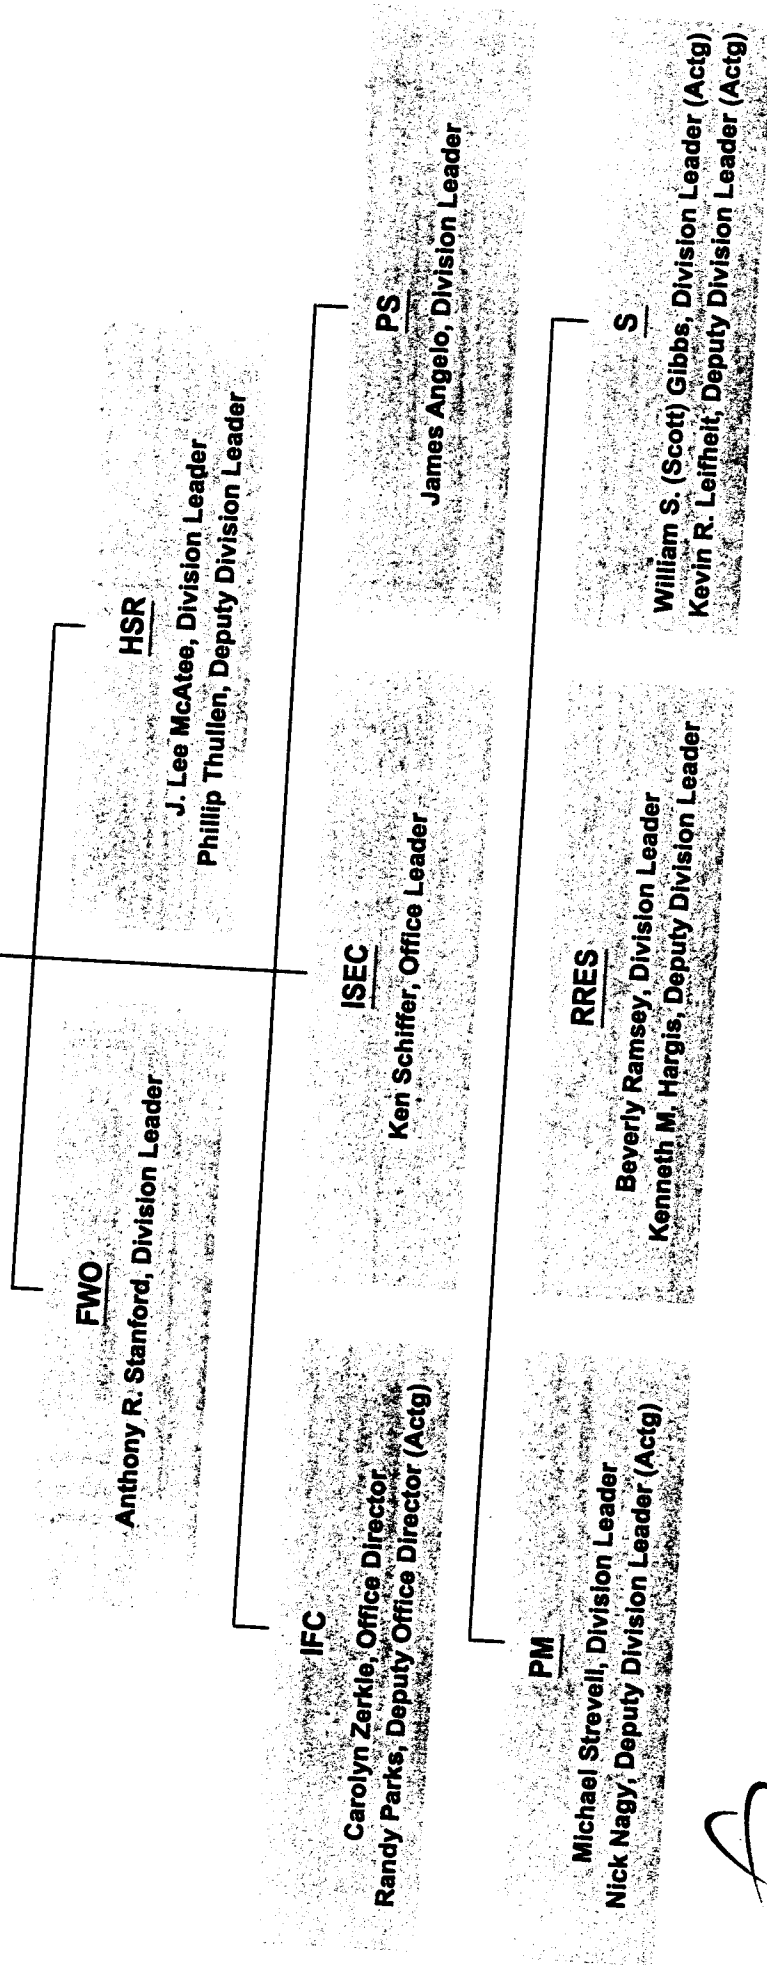 FWO
Anthony R. Stanford, Division Leader
HSR
J. Lee McAtee, Division Leader
Phillip Thullen, Deputy Division Leader
IFC
Carolyn Zerkle, Office Director
Randy Parks, Deputy Office Director (Actg)
ISEC
Ken Schiffer, Office Leader
PS
James Angelo, Division Leader
PM
Michael Strevell, Division Leader
Nick Nagy, Deputy Division Leader (Actg)
RRES
Beverly Ramsey, Division Leader
Kenneth M. Hargis, Deputy Division Leader
S
William S. (Scott) Gibbs, Division Leader (Actg)
Kevin R. Leifheit, Deputy Division Leader (Actg)